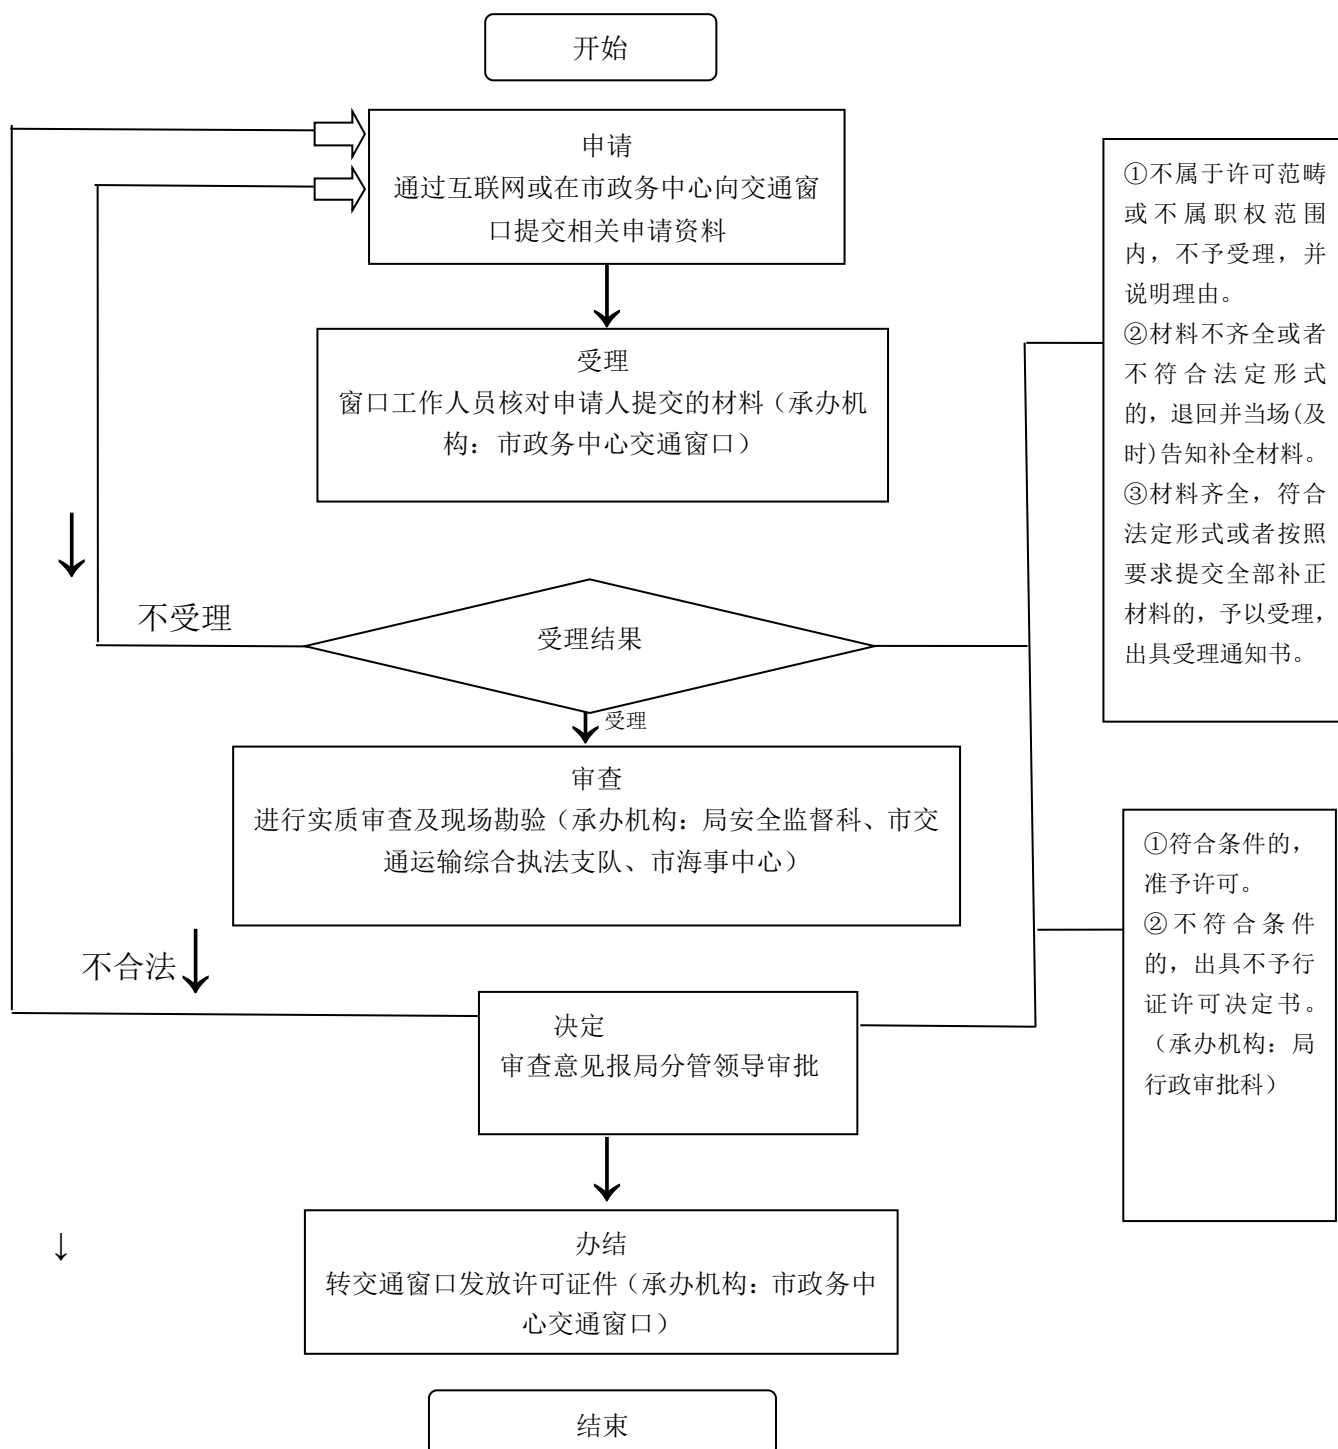 开始
申请
通过互联网或在市政务中心向交通窗
口提交相关申请资料
受理
窗口工作人员核对申请人提交的材料（承办机
构：市政务中心交通窗口）
不受理
受理结果
受理
审查
进行实质审查及现场勘验（承办机构：局安全监督科、市交
通运输综合执法支队、市海事中心）
不合法
决定
审查意见报局分管领导审批
办结
转交通窗口发放许可证件（承办机构：市政务中
心交通窗口）
结束
①不属于许可范畴
或不属职权范围
内，不予受理，并
说明理由。
②材料不齐全或者
不符合法定形式
的，退回并当场(及
时)告知补全材料。
③材料齐全，符合
法定形式或者按照
要求提交全部补正
材料的，予以受理，
出具受理通知书。
①符合条件的，
准予许可。
②不符合条件
的，出具不予行
证许可决定书。
（承办机构：局
行政审批科）